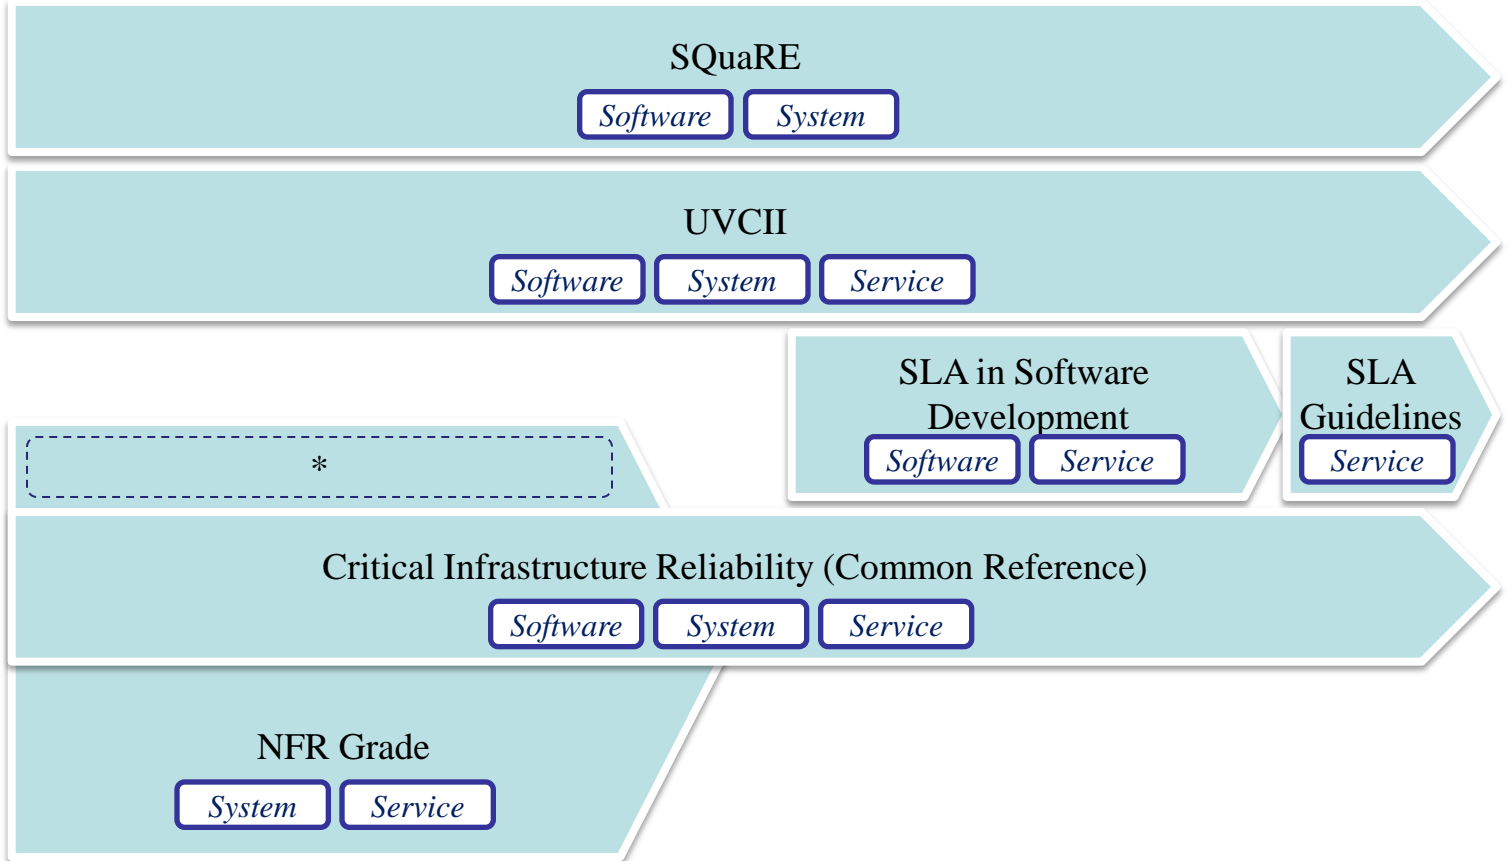 SQuaRE
Software System
UVCII
Software System Service
SLA in Software
Development
Software Service
SLA
Guidelines
Service
*
Critical Infrastructure Reliability (Common Reference)
Software System Service
NFR Grade
System Service